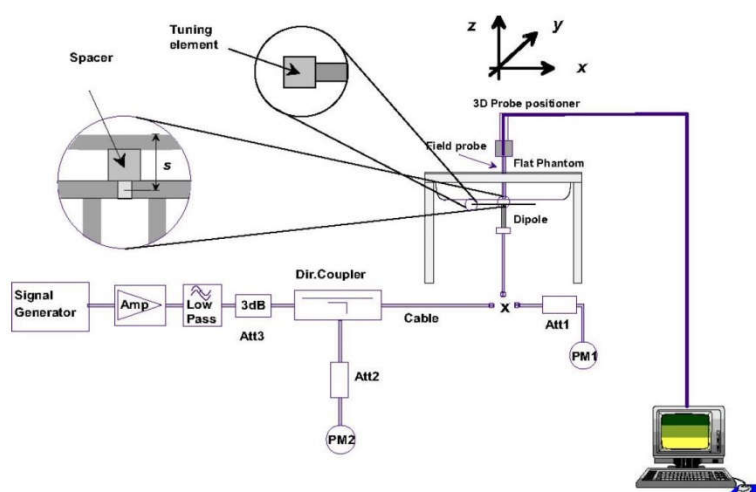 Tuning
element
Spacer
s
z
y
x
3D Probe positioner
Field probe
Flat Phantom
Dipole
Signal
Generator
Amp
Low
Pass
3dB
Att3
Dir.Coupler
Cable
x
Att1
PM1
Att2
PM2